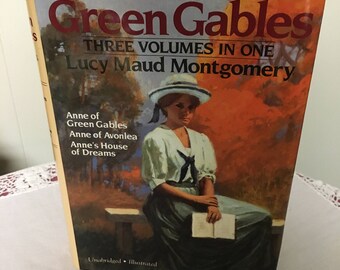 Green Gables
THREE VOLUMES IN ONE
Lucy Maud Montgomery
Anne of
Green Gables
Anne of Avonlea
Anne's House
of Dreams
Unabridged • Illustrated